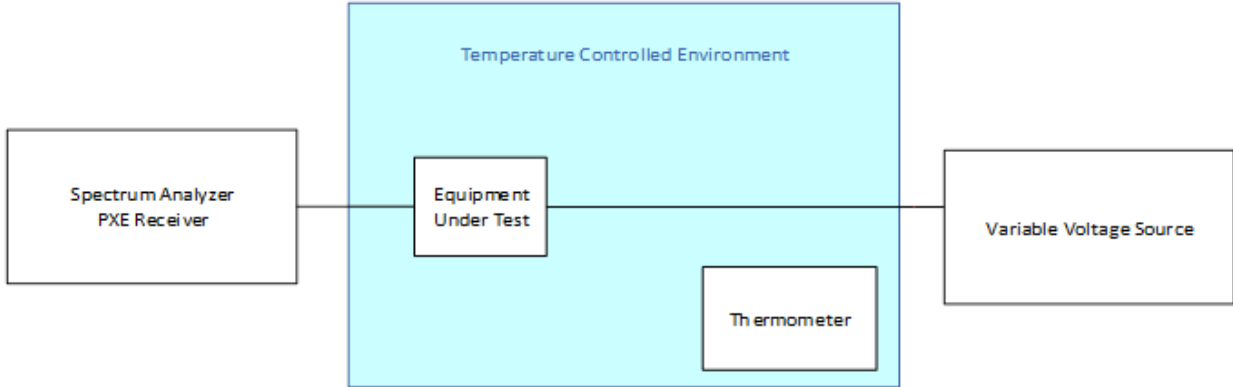 Temperature Controlled Environment
Spectrum Analyzer
PXE Receiver
Equipment
Under Test
Variable Voltage Source
Thermometer